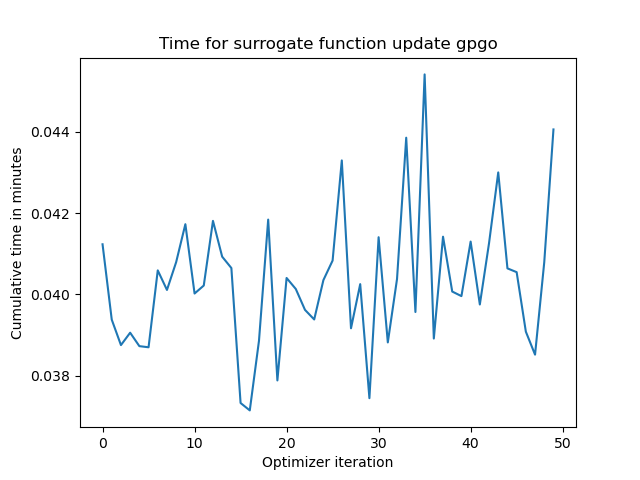 Time for surrogate function update gpgo
Cumulative time in minutes
0.044
0.042
0.040
0.038
0 10 20 30 40 50
Optimizer iteration